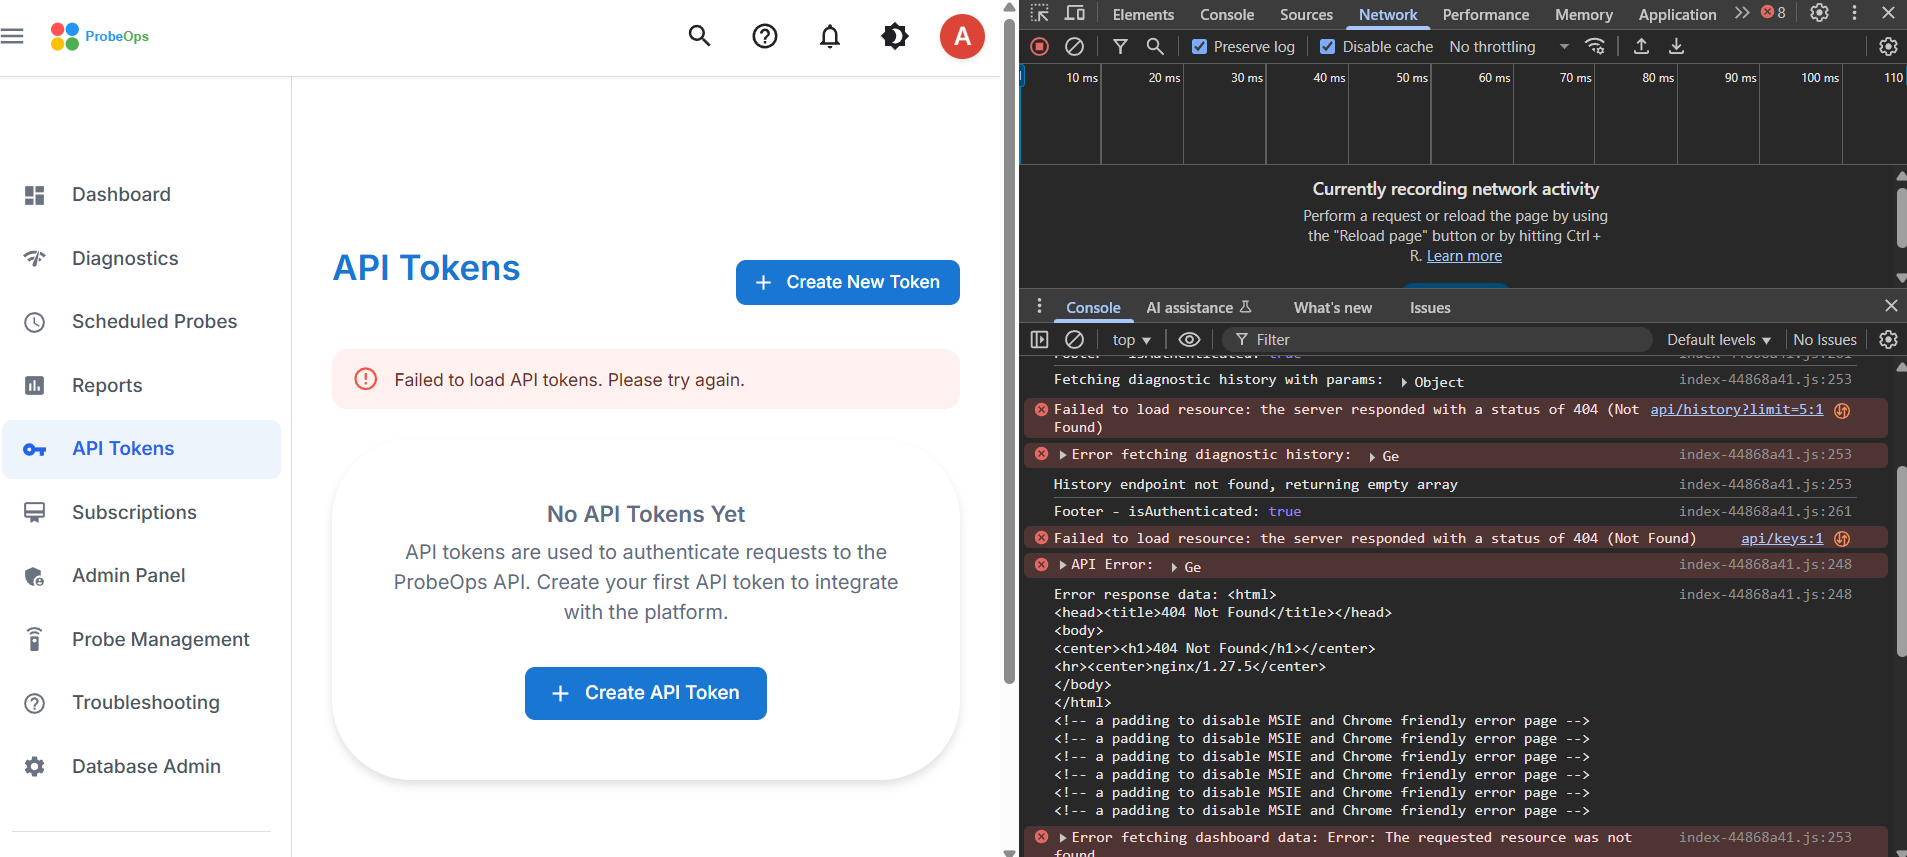 ProbeOps
A
Dashboard
Diagnostics
Scheduled Probes
Reports
API Tokens
Subscriptions
Admin Panel
Probe Management
Troubleshooting
Database Admin
API Tokens
Create New Token
Failed to load API tokens. Please try again.
No API Tokens Yet
API tokens are used to authenticate requests to the
ProbeOps API. Create your first API token to integrate
with the platform.
Create API Token
Elements Console Sources Network Performance Memory Application 8
Preserve log Disable cache No throttling
10 ms 20 ms 30 ms 40 ms 50 ms 60 ms 70 ms 80 ms 90 ms 100 ms 110
Currently recording network activity
Perform a request or reload the page by using
the "Reload page" button or by hitting Ctrl +
R. Learn more
Console AI assistance What's new Issues
top Filter Default levels No Issues
Footer - isAuthenticated: true index-44868a41.js:261
Fetching diagnostic history with params: Object index-44868a41.js:253
Failed to load resource: the server responded with a status of 404 (Not api/history?limit=5:1
Found)
Error fetching diagnostic history: Ge index-44868a41.js:253
History endpoint not found, returning empty array index-44868a41.js:253
Footer - isAuthenticated: true index-44868a41.js:261
Failed to load resource: the server responded with a status of 404 (Not Found) api/keys:1
API Error: Ge index-44868a41.js:248
Error response data: <html> index-44868a41.js:248
<head><title>404 Not Found</title></head>
<body>
<center><h1>404 Not Found</h1></center>
<hr><center>nginx/1.27.5</center>
</body>
</html>
<!-- a padding to disable MSIE and Chrome friendly error page -->
<!-- a padding to disable MSIE and Chrome friendly error page -->
<!-- a padding to disable MSIE and Chrome friendly error page -->
<!-- a padding to disable MSIE and Chrome friendly error page -->
<!-- a padding to disable MSIE and Chrome friendly error page -->
<!-- a padding to disable MSIE and Chrome friendly error page -->
Error fetching dashboard data: Error: The requested resource was not index-44868a41.js:253
found